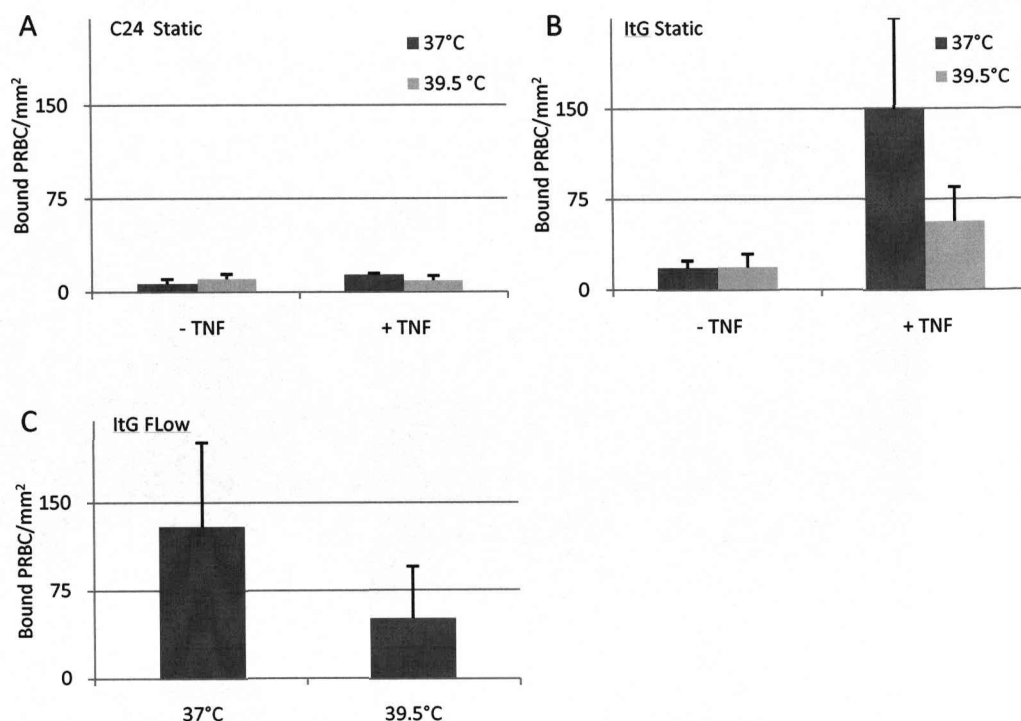 A
C24 Static
37°C
39.5 °C
Bound PRBC/mm²
150
75
0
- TNF
+ TNF
B
ItG Static
37°C
39.5°C
Bound PRBC/mm²
150
75
0
- TNF
+ TNF
C
ItG FLow
Bound PRBC/mm²
150
75
0
37°C
39.5°C